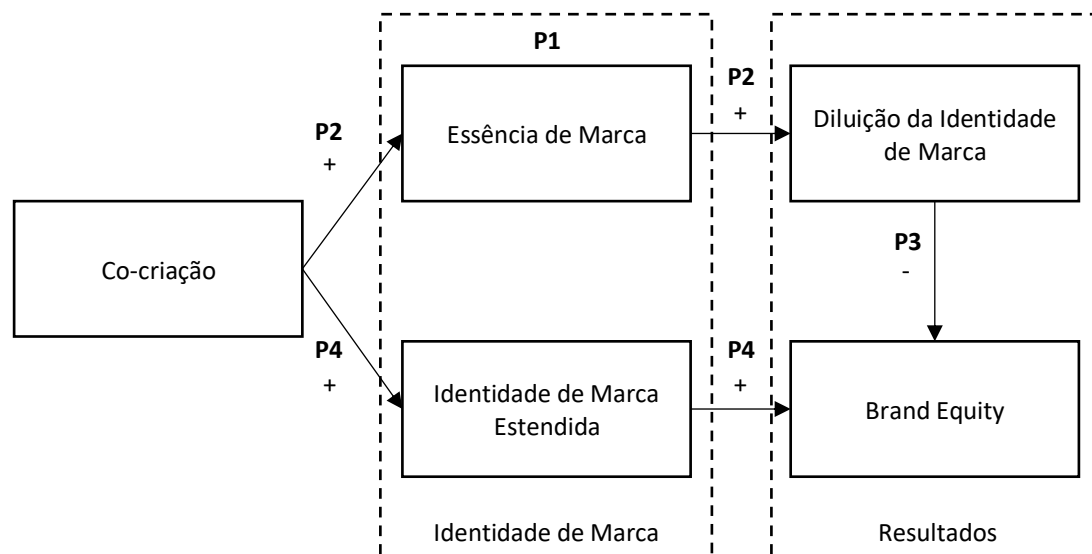 P1
P2
+
Essência de Marca
P2
+
Diluição da Identidade
de Marca
Co-criação
P3
-
P4
+
Identidade de Marca
Estendida
P4
+
Brand Equity
Identidade de Marca
Resultados